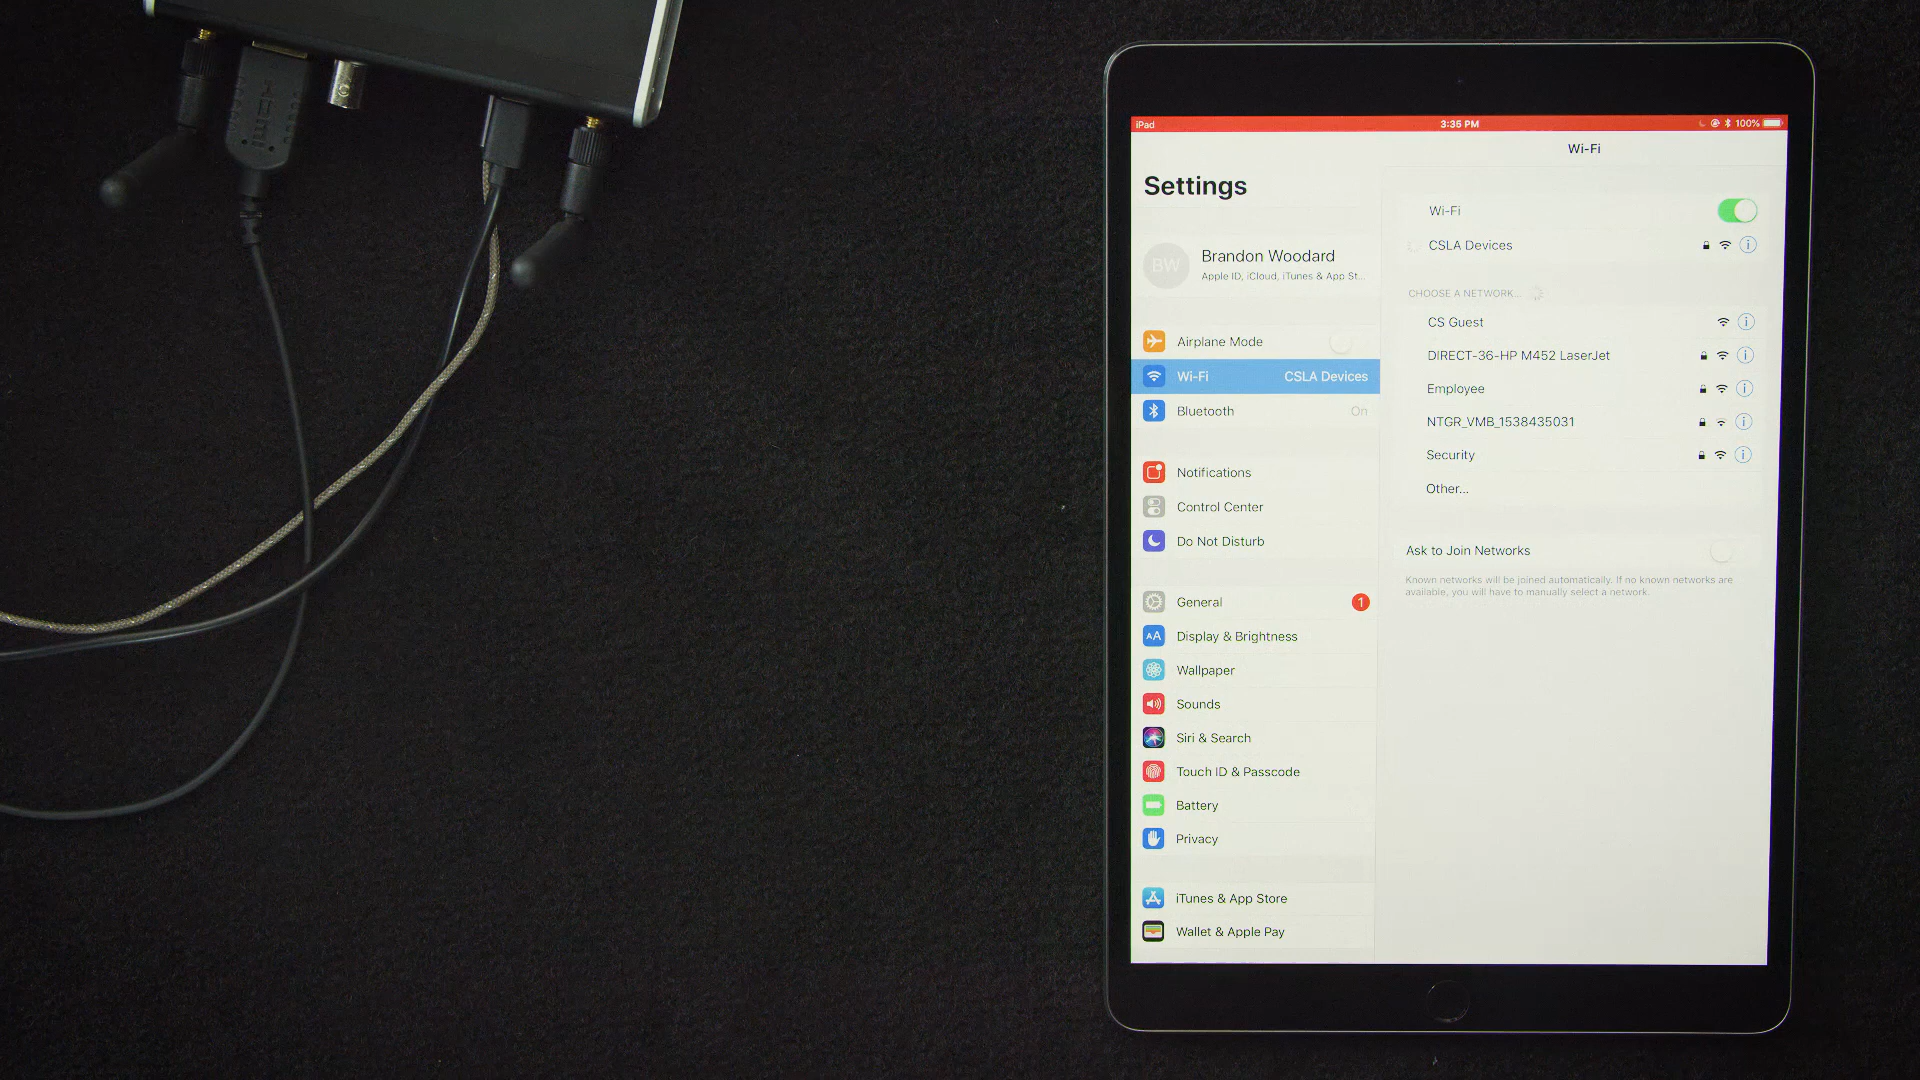 HDMI
iPad
3:35 PM
100%
Wi-Fi
Settings
BW
Brandon Woodard
Apple ID, iCloud, iTunes & App St...
Airplane Mode
Wi-Fi
CSLA Devices
Bluetooth
On
Notifications
Control Center
Do Not Disturb
General
1
AA
Display & Brightness
Wallpaper
Sounds
Siri & Search
Touch ID & Passcode
Battery
Privacy
iTunes & App Store
Wallet & Apple Pay
Wi-Fi
CSLA Devices
CHOOSE A NETWORK...
CS Guest
DIRECT-36-HP M452 LaserJet
Employee
NTGR_VMB_1538435031
Security
Other...
Ask to Join Networks
Known networks will be joined automatically. If no known networks are
available, you will have to manually select a network.